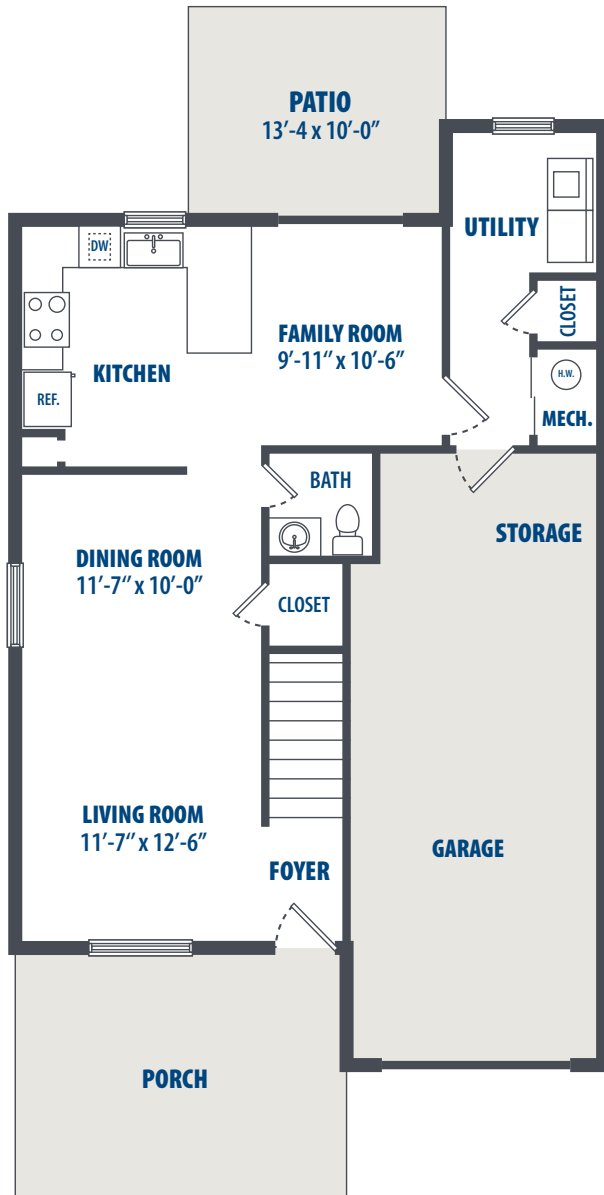 PATIO
13′-4 x 10′-0″
UTILITY
DW
CLOSET
FAMILY ROOM
9′-11″ x 10′-6″
KITCHEN
H.W.
REF.
MECH.
BATH
STORAGE
DINING ROOM
11′-7″ x 10′-0″
CLOSET
LIVING ROOM
11′-7″ x 12′-6″
GARAGE
FOYER
PORCH